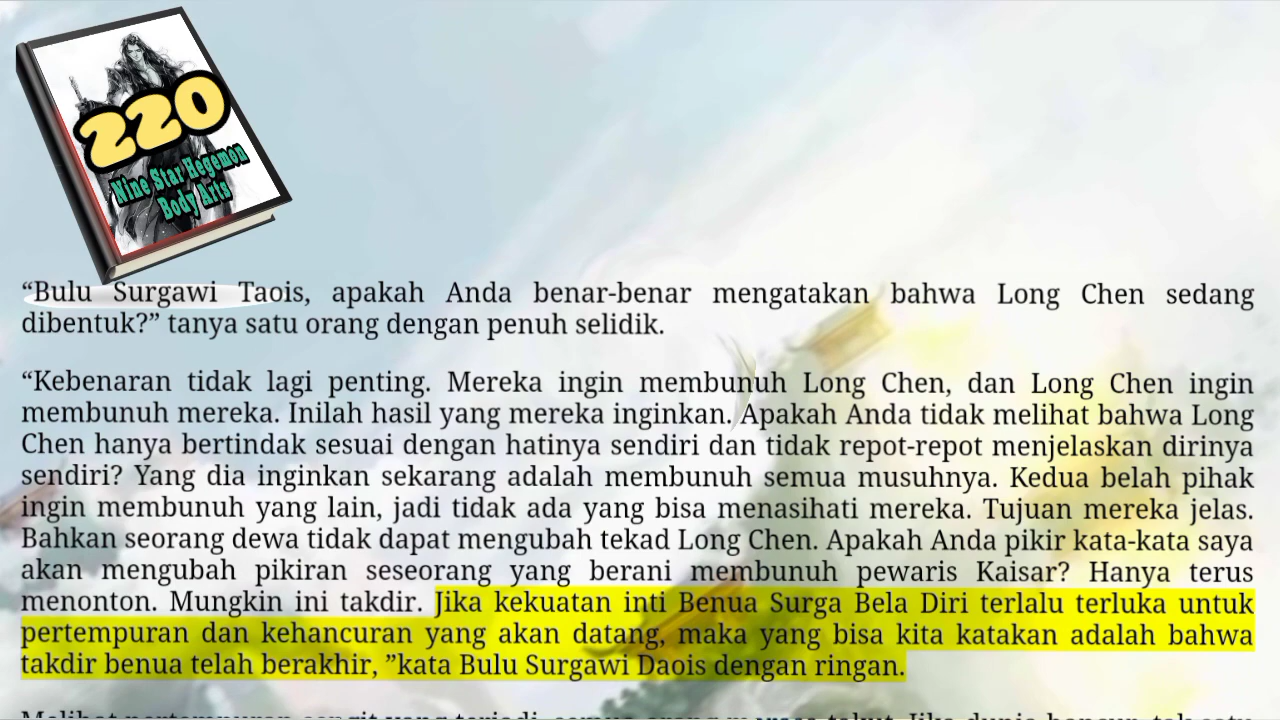 220
Nine Star Hegemon
Body Arts
“Bulu Surgawi Taois, apakah Anda benar-benar mengatakan bahwa Long Chen sedang
dibentuk?” tanya satu orang dengan penuh selidik.
“Kebenaran tidak lagi penting. Mereka ingin membunuh Long Chen, dan Long Chen ingin
membunuh mereka. Inilah hasil yang mereka inginkan. Apakah Anda tidak melihat bahwa Long
Chen hanya bertindak sesuai dengan hatinya sendiri dan tidak repot-repot menjelaskan dirinya
sendiri? Yang dia inginkan sekarang adalah membunuh semua musuhnya. Kedua belah pihak
ingin membunuh yang lain, jadi tidak ada yang bisa menasihati mereka. Tujuan mereka jelas.
Bahkan seorang dewa tidak dapat mengubah tekad Long Chen. Apakah Anda pikir kata-kata saya
akan mengubah pikiran seseorang yang berani membunuh pewaris Kaisar? Hanya terus
menonton. Mungkin ini takdir. Jika kekuatan inti Benua Surga Bela Diri terlalu terluka untuk
pertempuran dan kehancuran yang akan datang, maka yang bisa kita katakan adalah bahwa
takdir benua telah berakhir, ”kata Bulu Surgawi Daois dengan ringan.